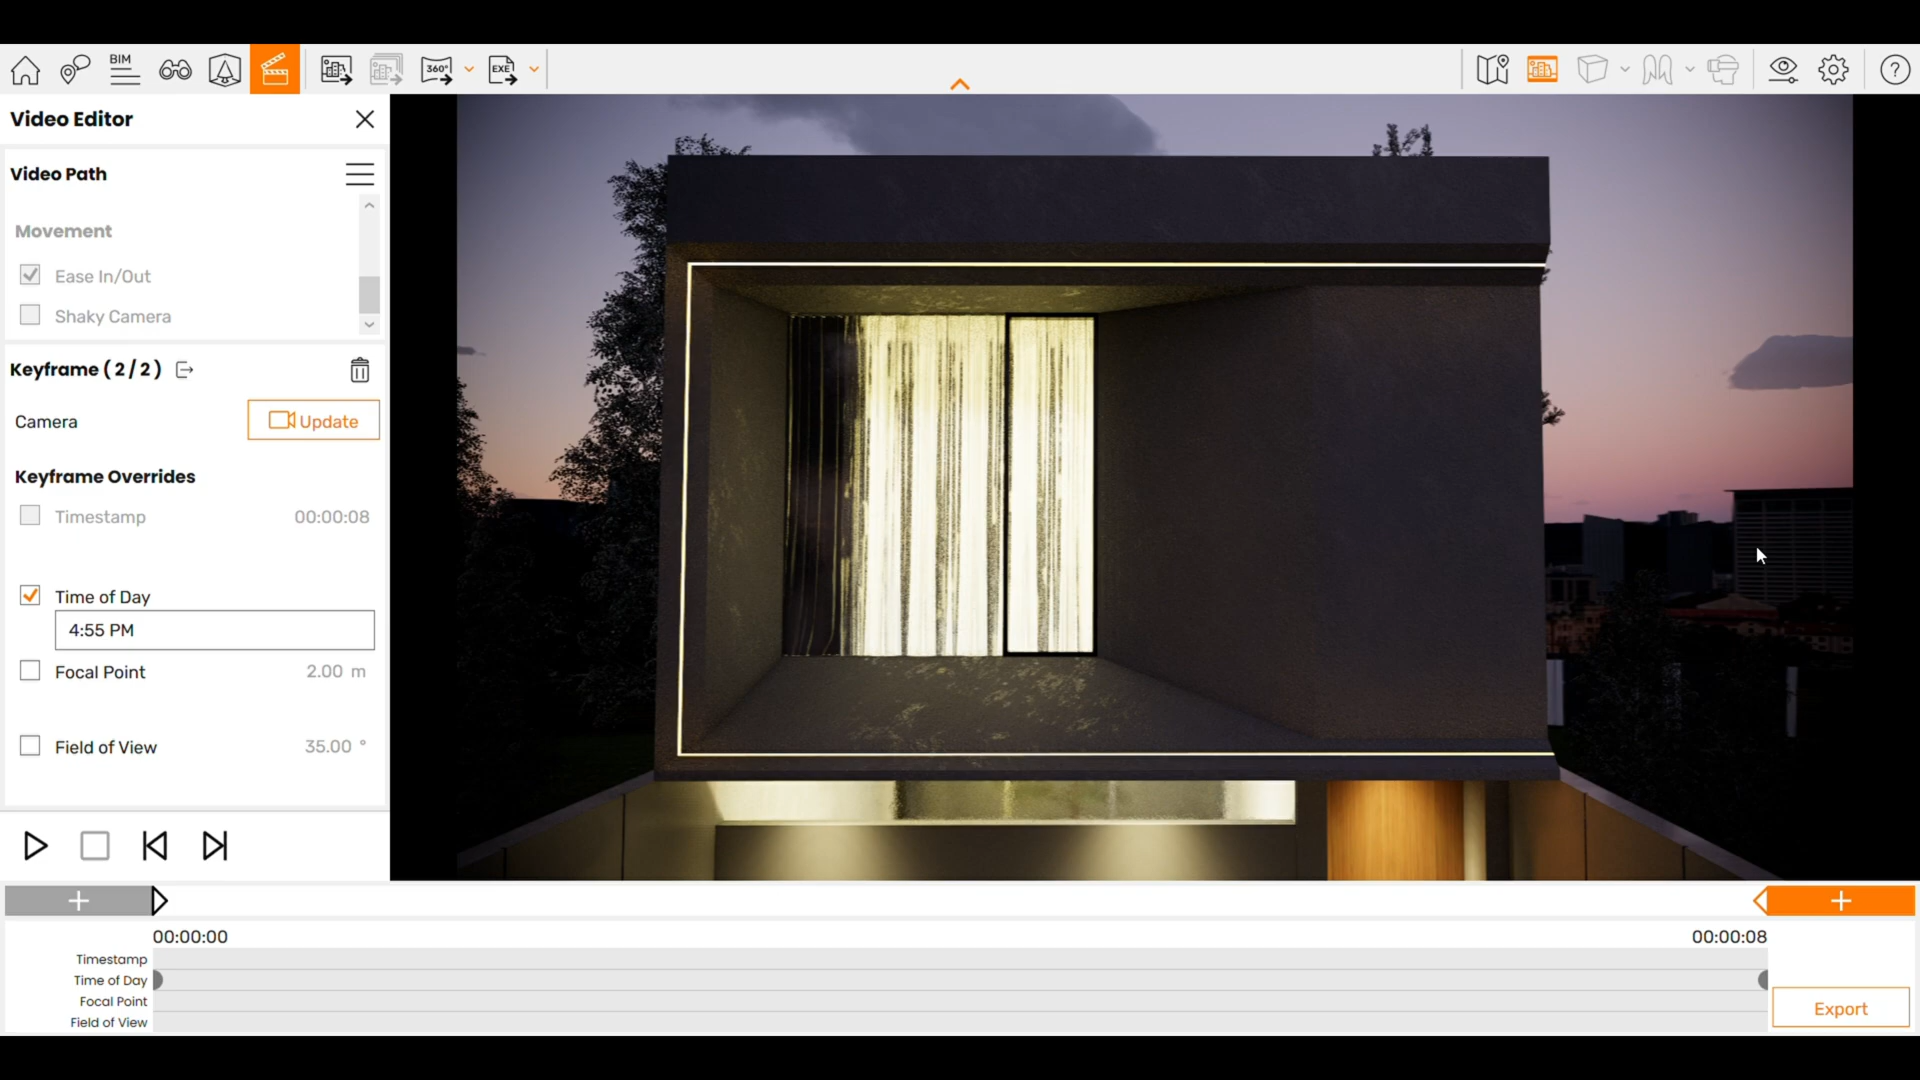 BIM
360°
EXE
?
Video Editor
Video Path
Movement
Ease In/Out
Shaky Camera
Keyframe ( 2 / 2 )
Camera
Update
Keyframe Overrides
Timestamp 00:00:08
Time of Day
4:55 PM
Focal Point 2.00 m
Field of View 35.00 °
00:00:00 00:00:08
Timestamp
Time of Day
Focal Point
Field of View
Export